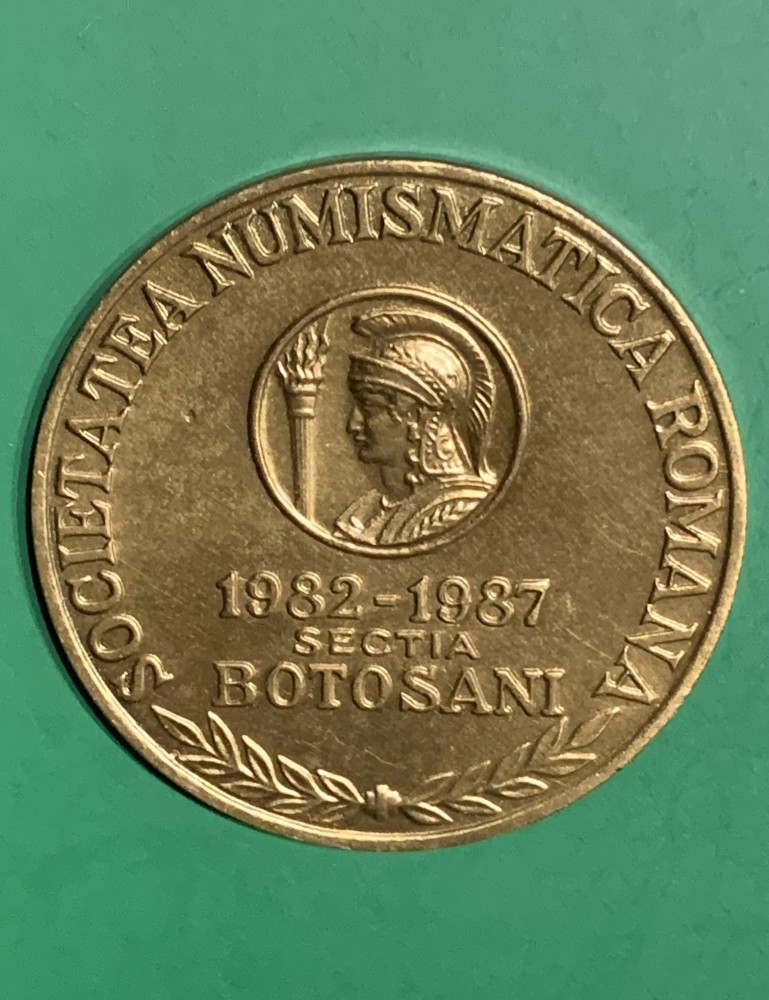 SOCIETATEA NUMISMATICA ROMANA
1982-1987
SECTIA
BOTOSANI